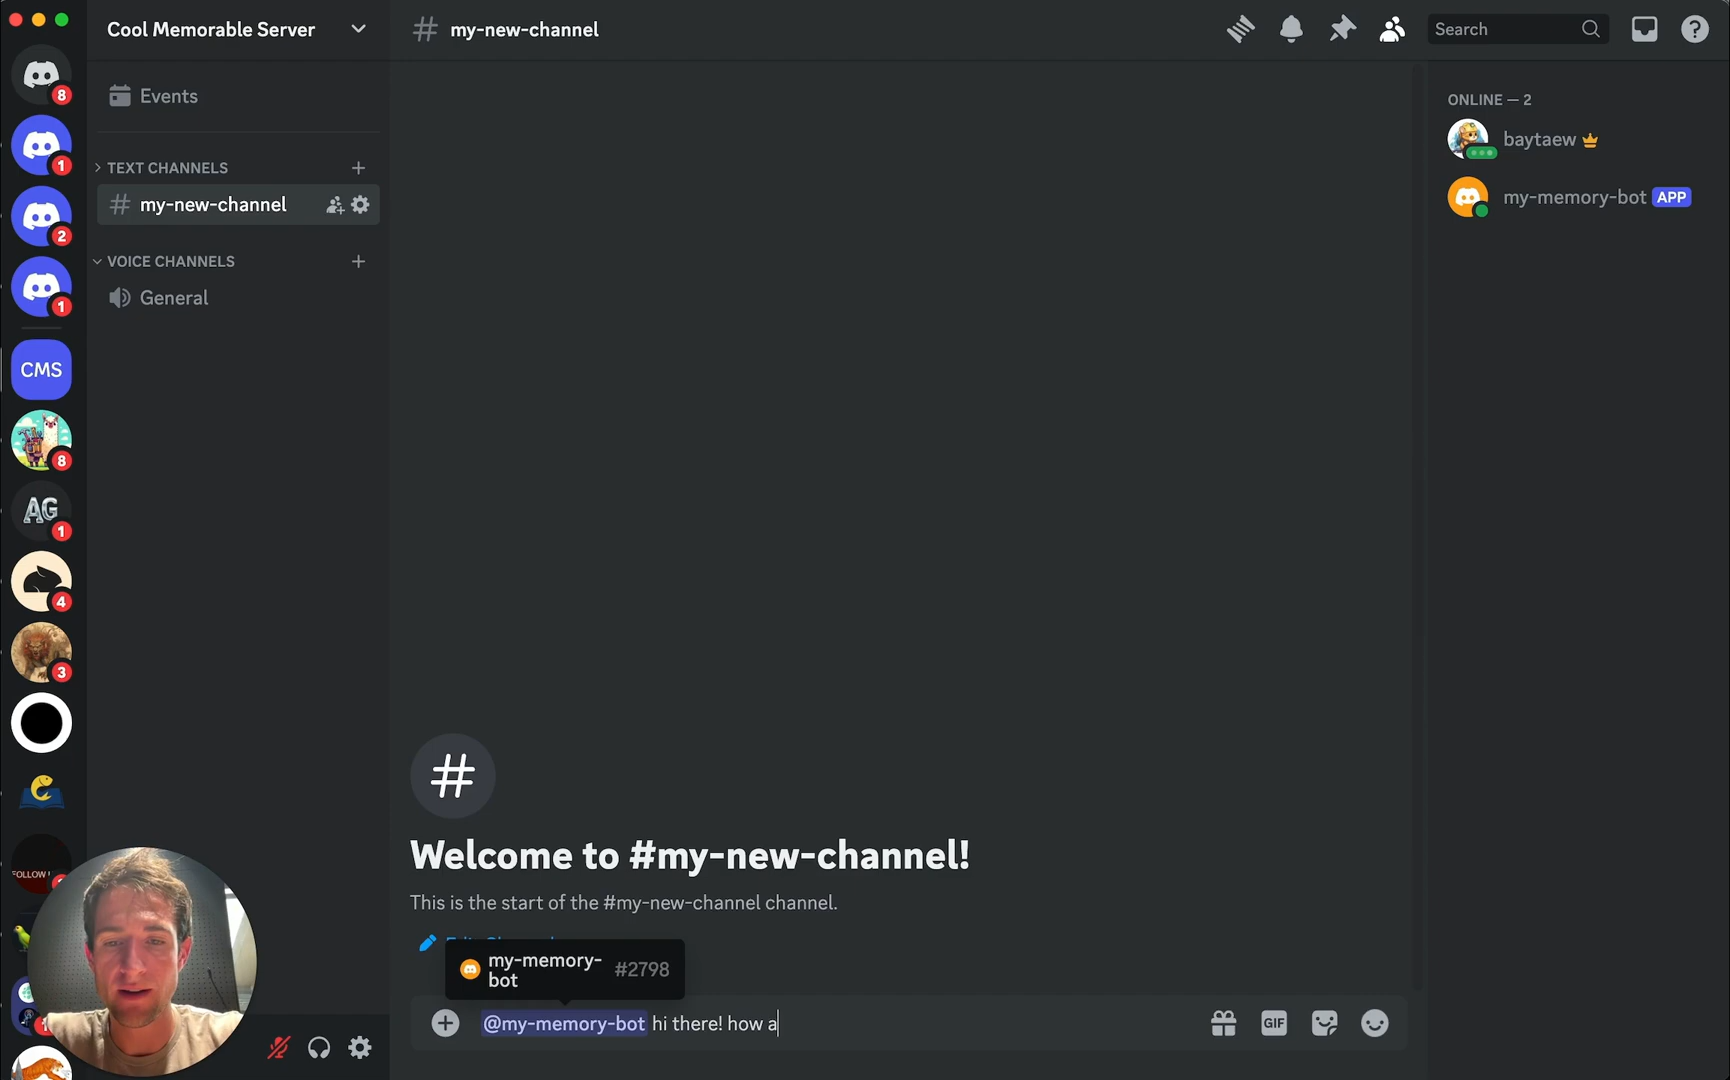 Cool Memorable Server
# my-new-channel
Search
8
Events
ONLINE — 2
1
baytaew
TEXT CHANNELS
# my-new-channel
my-memory-bot APP
2
VOICE CHANNELS
1
General
CMS
8
AG
1
4
3
#
Welcome to #my-new-channel!
This is the start of the #my-new-channel channel.
my-memory-
bot
#2798
@my-memory-bot hi there! how a
GIF